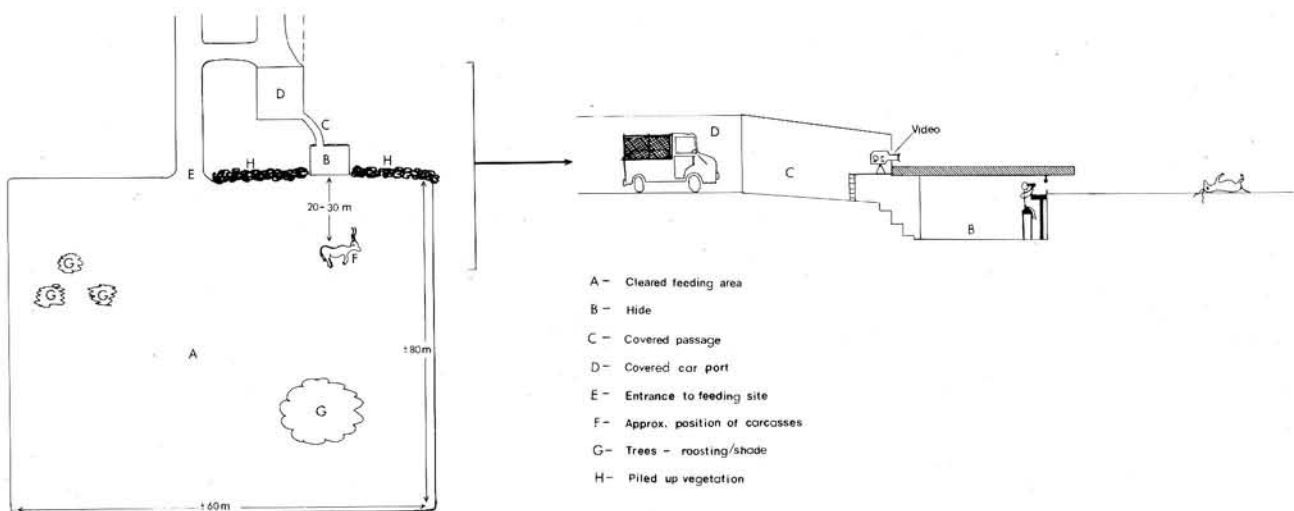 D
C
H
B
H
E
20-30 m
F
G
G
G
A
±80m
G
±60m
Video
D
C
B
A - Cleared feeding area
B - Hide
C - Covered passage
D - Covered car port
E - Entrance to feeding site
F - Approx. position of carcasses
G - Trees - roosting/shade
H - Piled up vegetation